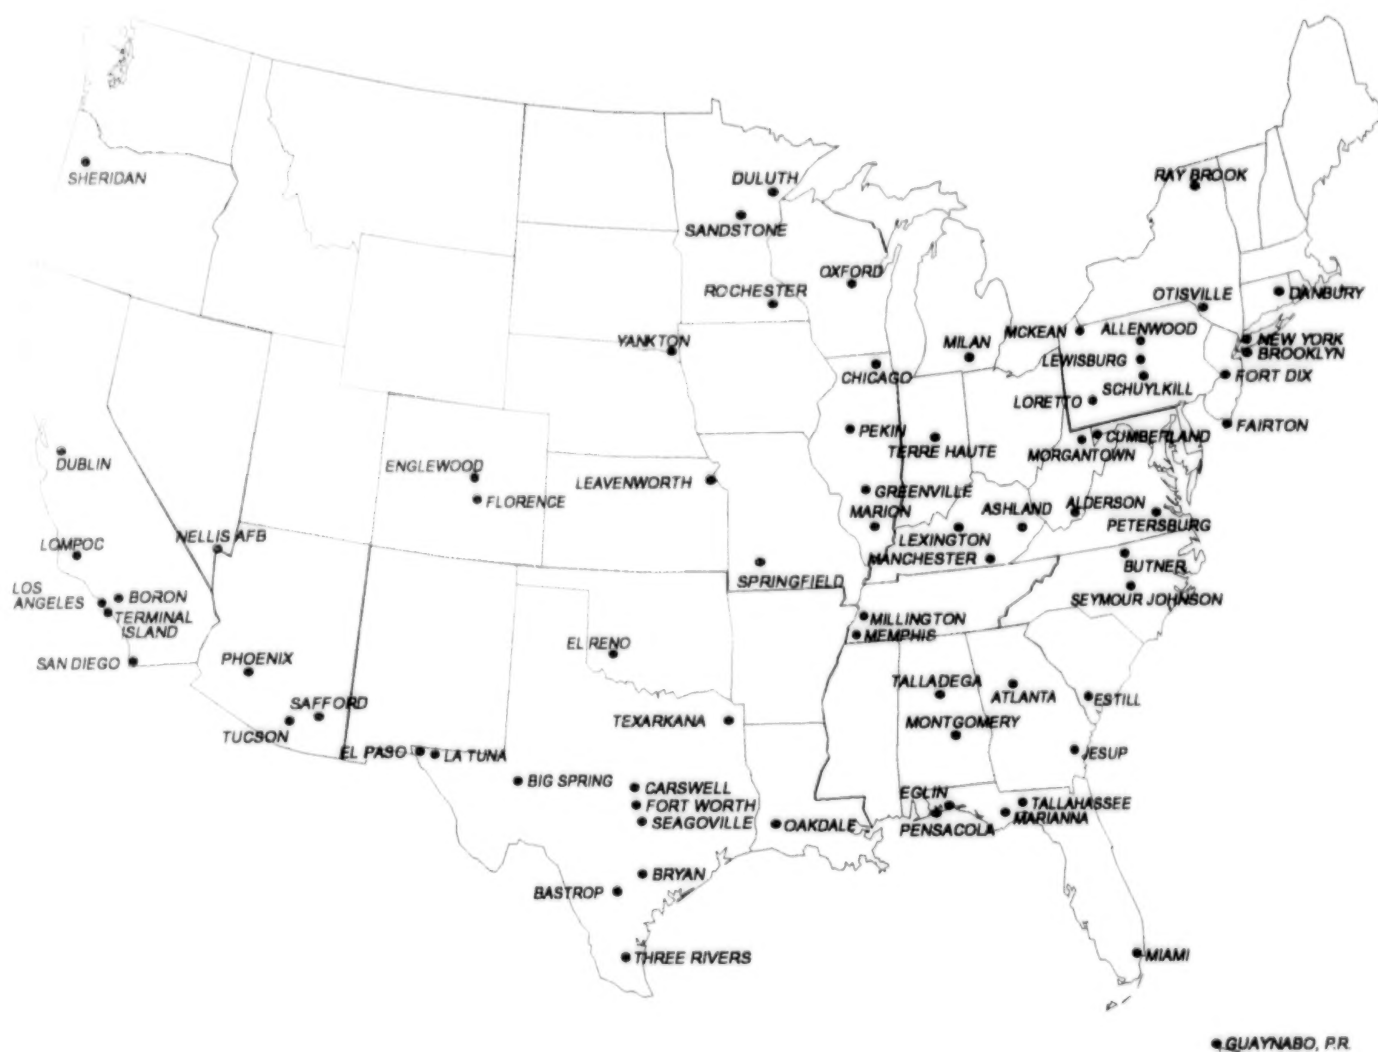 RAY BROOK
SHERIDAN
DULUTH
SANDSTONE
OXFORD
ROCHESTER
OTISVILLE
DANBURY
MCKEAN
ALLENWOOD
NEW YORK
BROOKLYN
YANKTON
MILAN
LEWISBURG
CHICAGO
SCHUYLKILL
FORT DIX
LORETTO
PEKIN
FAIRTON
CUMBERLAND
TERRE HAUTE
MORGANTOWN
DUBLIN
ENGLEWOOD
LEAVENWORTH
GREENVILLE
FLORENCE
MARION
ASHLAND
ALDERSON
PETERSBURG
LEXINGTON
NELLIS AFB
LOMPOC
MANCHESTER
BUTNER
SPRINGFIELD
LOS
ANGELES
BORON
SEYMOUR JOHNSON
TERMINAL
ISLAND
MILLINGTON
MEMPHIS
EL RENO
SAN DIEGO
PHOENIX
TALLADEGA
ATLANTA
ESTILL
SAFFORD
TEXARKANA
MONTGOMERY
TUCSON
EL PASO
LA TUNA
JESUP
BIG SPRING
CARSWELL
FORT WORTH
EGLIN
TALLAHASSEE
MARIANNA
SEAGOVILLE
OAKDALE
PENSACOLA
BRYAN
BASTROP
THREE RIVERS
MIAMI
GUAYNABO, P.R.